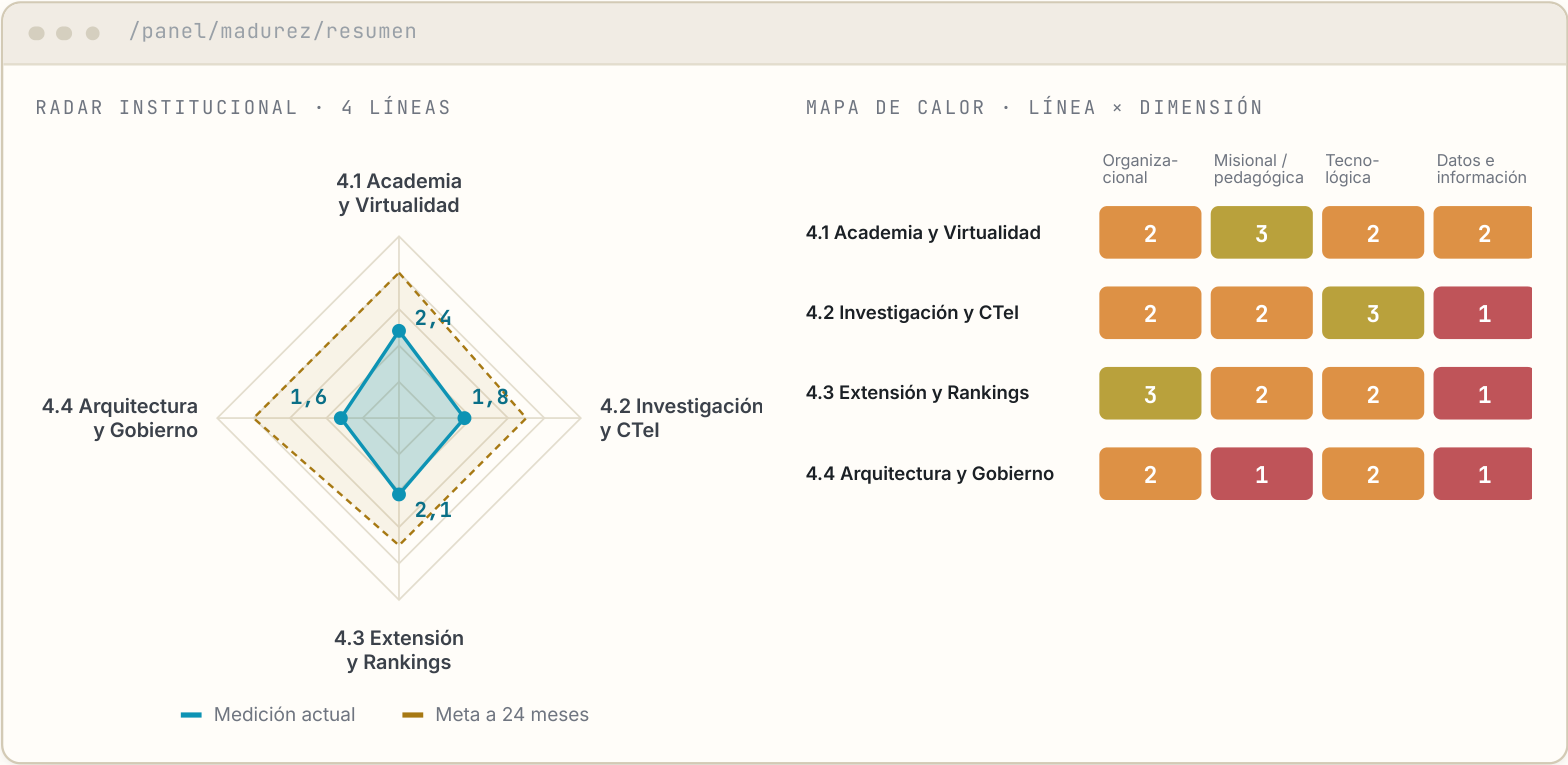 /panel/madurez/resumen
RADAR INSTITUCIONAL · 4 LÍNEAS
4.1 Academia
y Virtualidad
2,4
1,6
1,8
4.4 Arquitectura
y Gobierno
4.2 Investigación
y CTeI
2,1
4.3 Extensión
y Rankings
Medición actual
Meta a 24 meses
MAPA DE CALOR · LÍNEA × DIMENSIÓN
Organiza-
cional
Misional /
pedagógica
Tecno-
lógica
Datos e
información
4.1 Academia y Virtualidad 2 3 2 2
4.2 Investigación y CTeI 2 2 3 1
4.3 Extensión y Rankings 3 2 2 1
4.4 Arquitectura y Gobierno 2 1 2 1